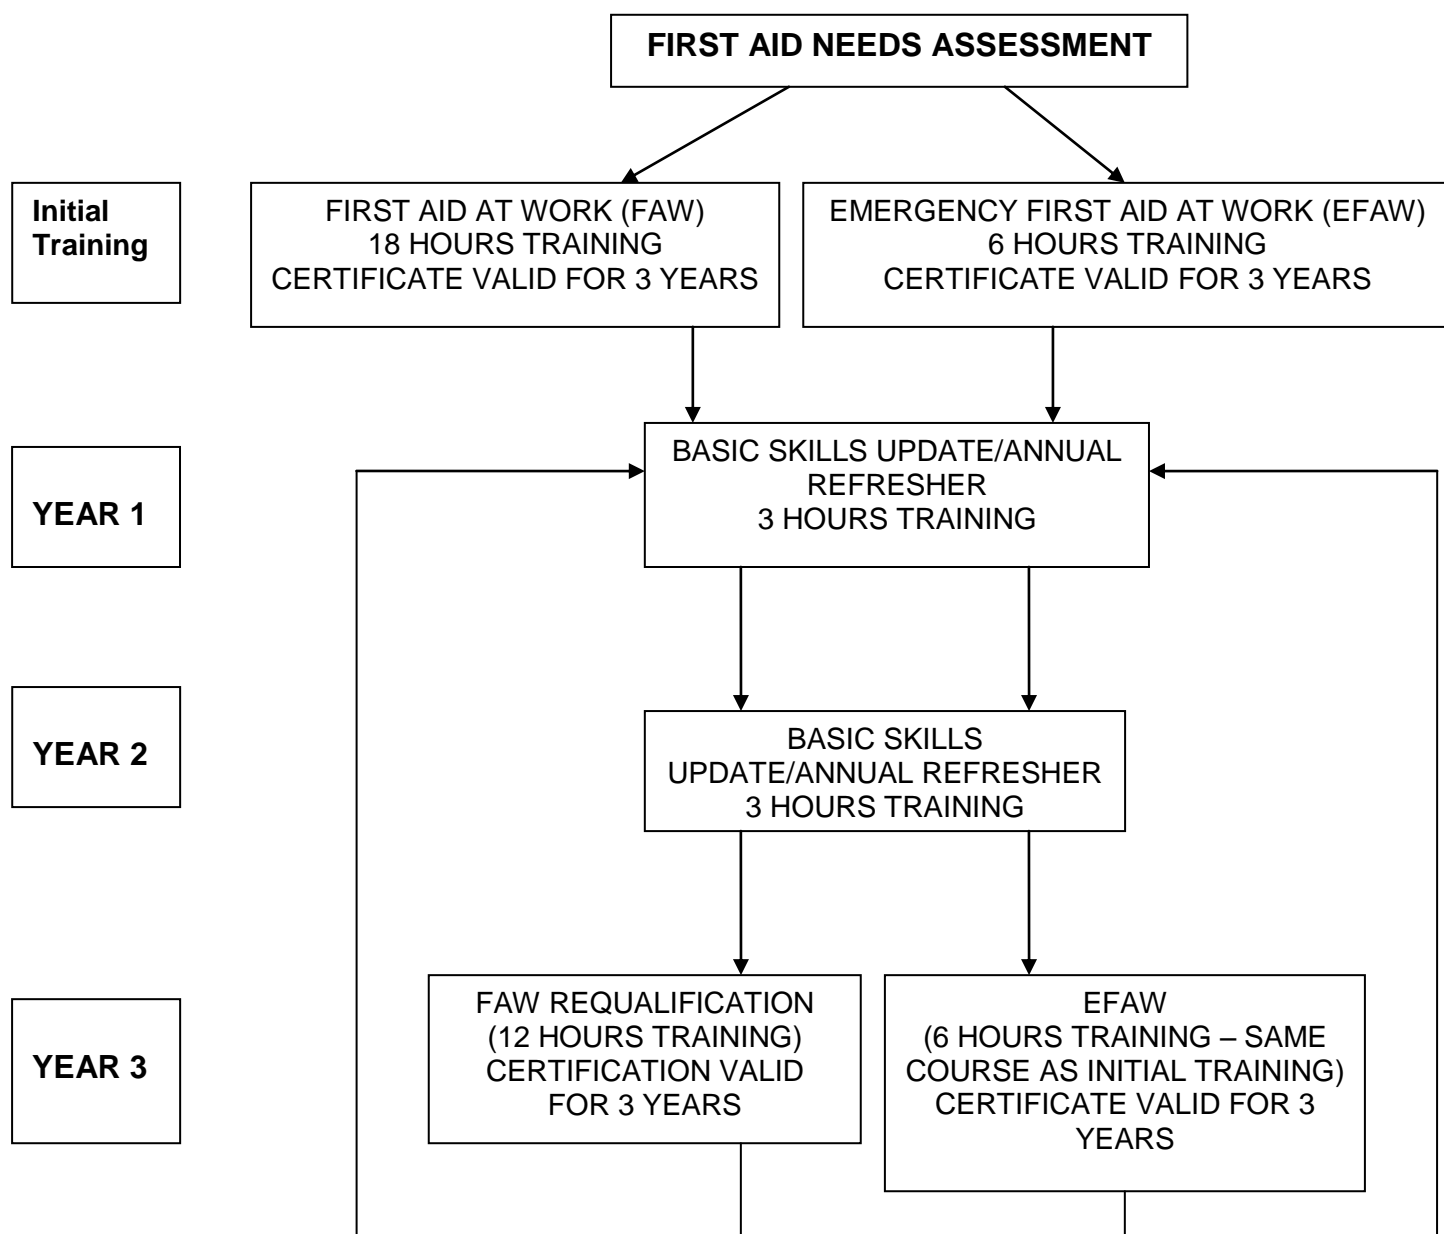 FIRST AID NEEDS ASSESSMENT
Initial
Training
FIRST AID AT WORK (FAW)
18 HOURS TRAINING
CERTIFICATE VALID FOR 3 YEARS
EMERGENCY FIRST AID AT WORK (EFAW)
6 HOURS TRAINING
CERTIFICATE VALID FOR 3 YEARS
YEAR 1
BASIC SKILLS UPDATE/ANNUAL
REFRESHER
3 HOURS TRAINING
YEAR 2
BASIC SKILLS
UPDATE/ANNUAL REFRESHER
3 HOURS TRAINING
YEAR 3
FAW REQUALIFICATION
(12 HOURS TRAINING)
CERTIFICATION VALID
FOR 3 YEARS
EFAW
(6 HOURS TRAINING – SAME
COURSE AS INITIAL TRAINING)
CERTIFICATE VALID FOR 3
YEARS